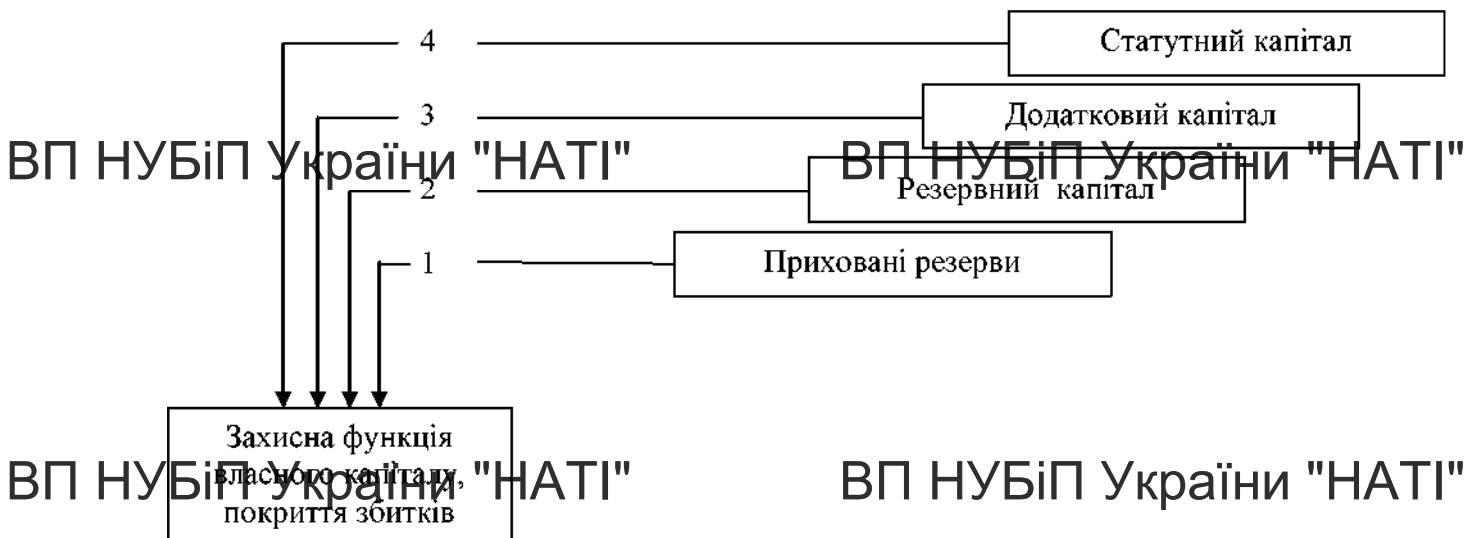 4 Статутний капітал
3 Додатковий капітал
ВП НУБіП України "НАТІ" ВП НУБіП України "НАТІ"
2 Резервний капітал
1 Приховані резерви
Захисна функція
власного капіталу,
ВП НУБіП України "НАТІ" ВП НУБіП України "НАТІ"
покриття збитків